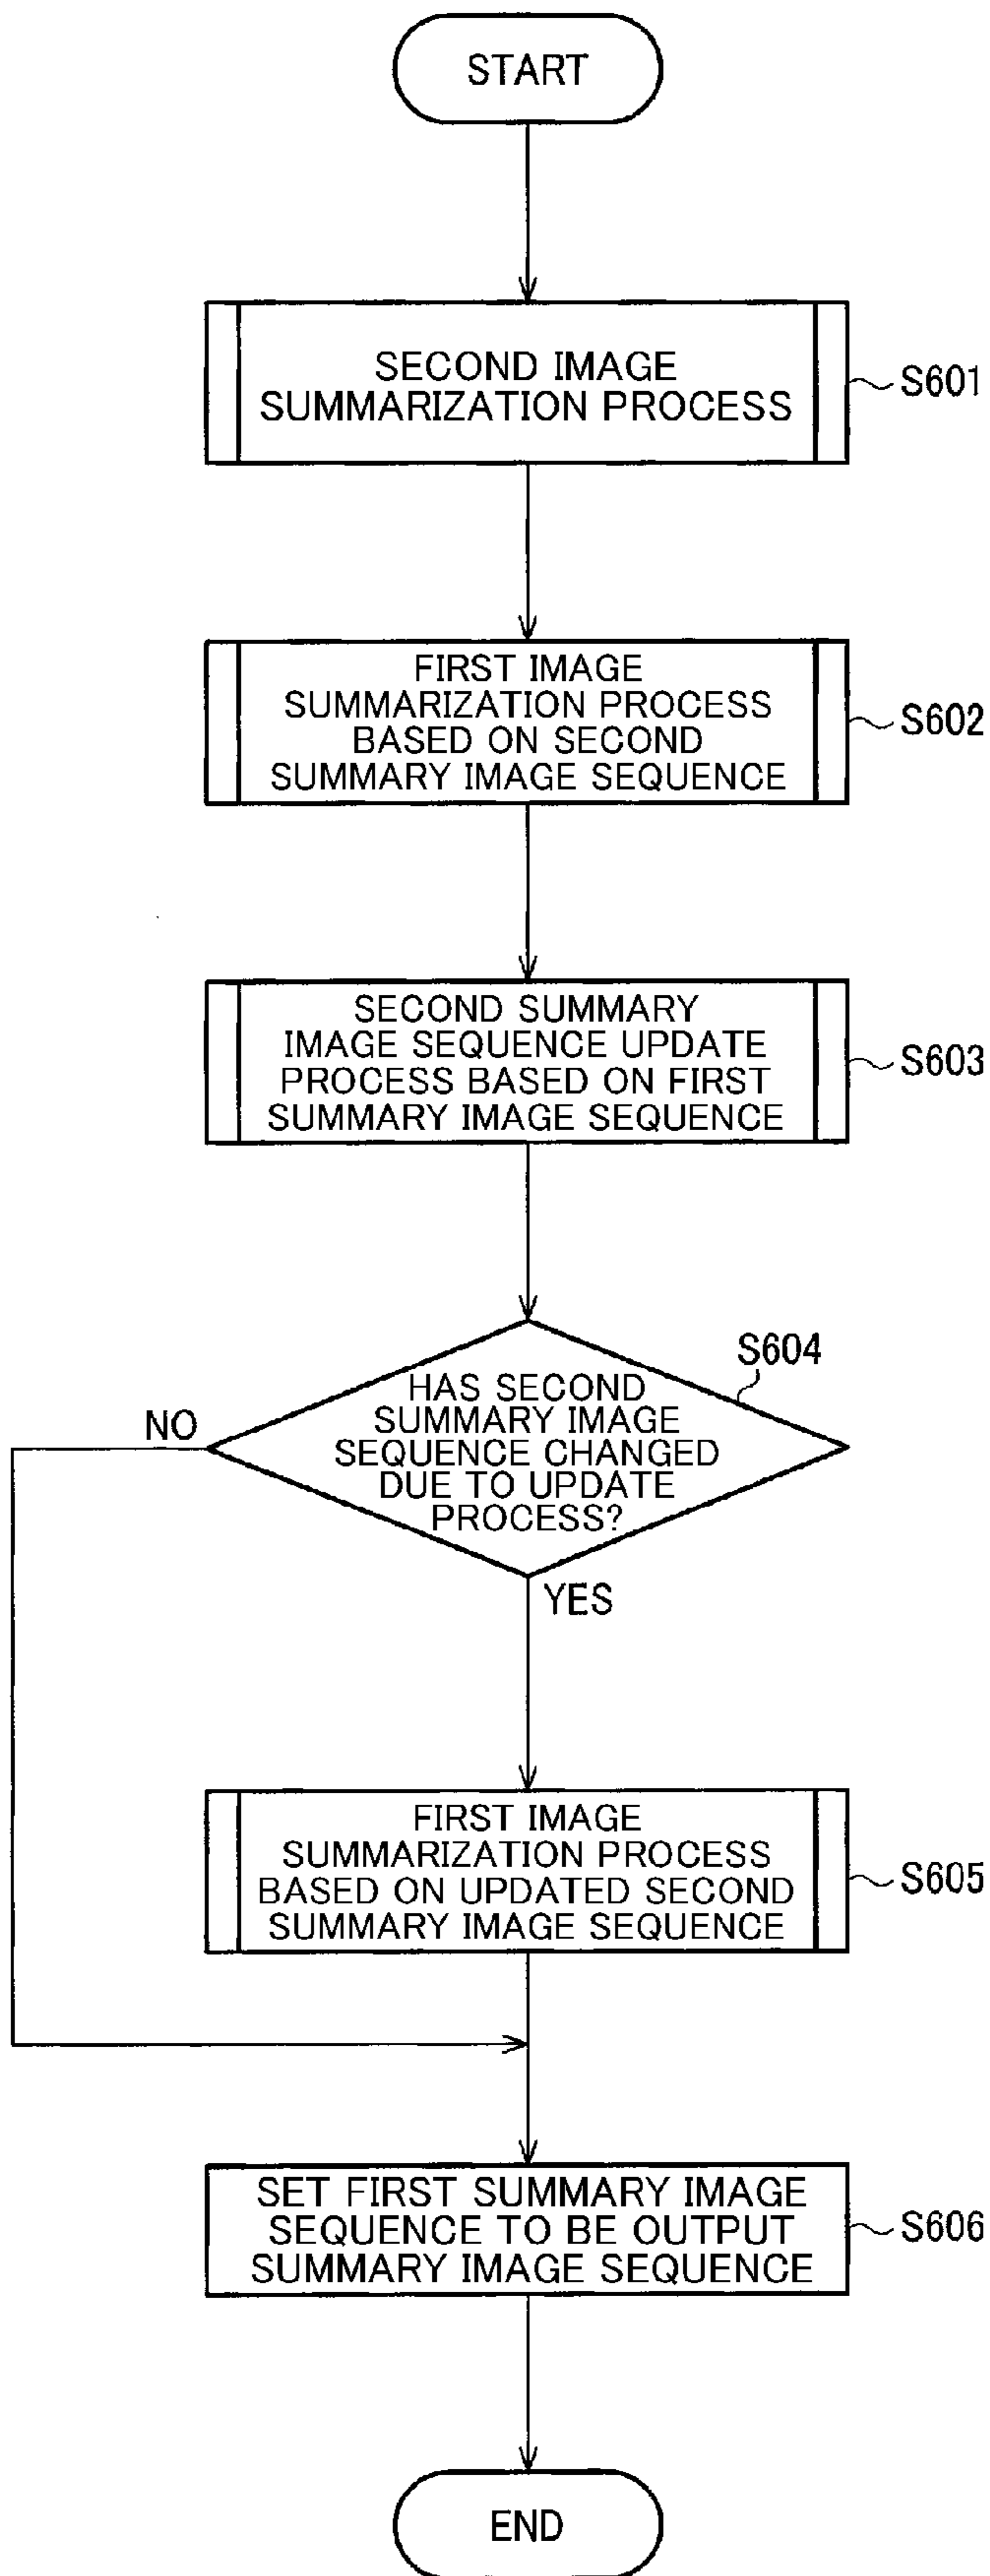 START
SECOND IMAGE
SUMMARIZATION PROCESS
S601
FIRST IMAGE
SUMMARIZATION PROCESS
BASED ON SECOND
SUMMARY IMAGE SEQUENCE
S602
SECOND SUMMARY
IMAGE SEQUENCE UPDATE
PROCESS BASED ON FIRST
SUMMARY IMAGE SEQUENCE
S603
S604
HAS SECOND
SUMMARY IMAGE
SEQUENCE CHANGED
DUE TO UPDATE
PROCESS?
NO
YES
FIRST IMAGE
SUMMARIZATION PROCESS
BASED ON UPDATED SECOND
SUMMARY IMAGE SEQUENCE
S605
SET FIRST SUMMARY IMAGE
SEQUENCE TO BE OUTPUT
SUMMARY IMAGE SEQUENCE
S606
END